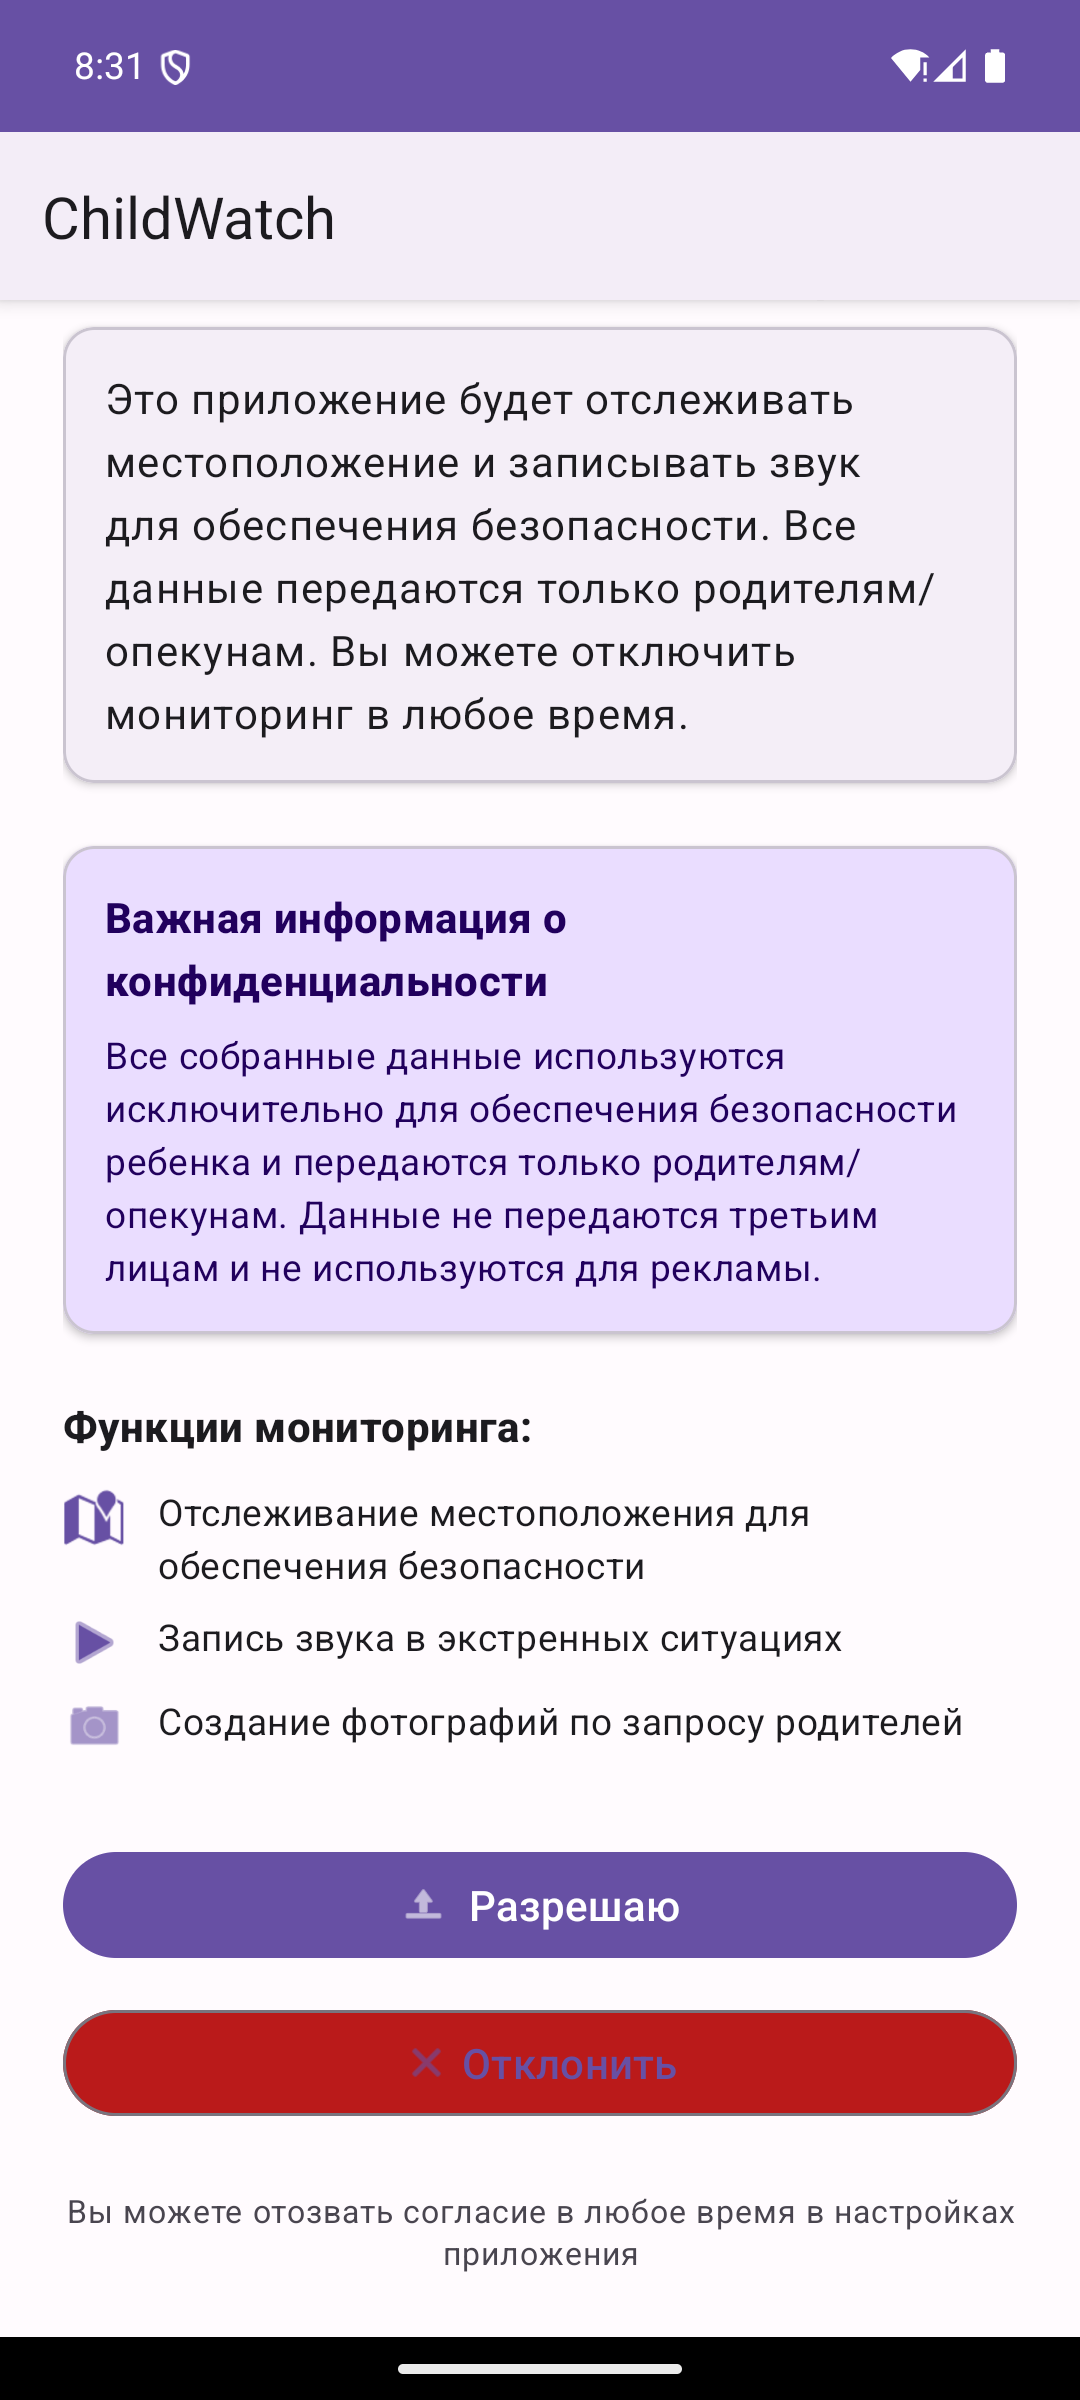 8:31
ChildWatch
Это приложение будет отслеживать
местоположение и записывать звук
для обеспечения безопасности. Все
данные передаются только родителям/
опекунам. Вы можете отключить
мониторинг в любое время.
Важная информация о
конфиденциальности
Все собранные данные используются
исключительно для обеспечения безопасности
ребенка и передаются только родителям/
опекунам. Данные не передаются третьим
лицам и не используются для рекламы.
Функции мониторинга:
Отслеживание местоположения для
обеспечения безопасности
Запись звука в экстренных ситуациях
Создание фотографий по запросу родителей
Разрешаю
Отклонить
Вы можете отозвать согласие в любое время в настройках
приложения